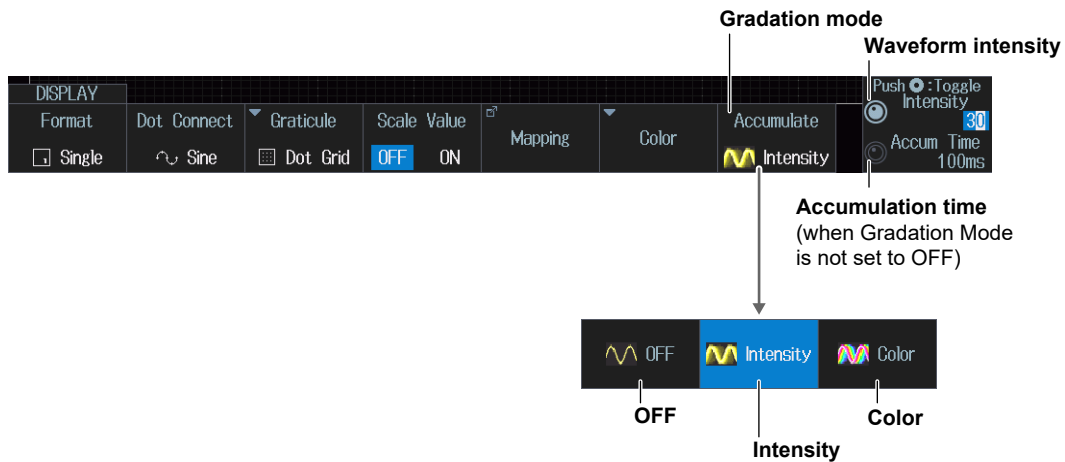 Gradation mode
Waveform intensity
DISPLAY
Push :Toggle
Format
Dot Connect
Graticule
Scale Value
Mapping
Color
Accumulate
Intensity
30
Single
Sine
Dot Grid
OFF
ON
Intensity
Accum Time
100ms
Accumulation time
(when Gradation Mode
is not set to OFF)
OFF
Intensity
Color
OFF
Color
Intensity